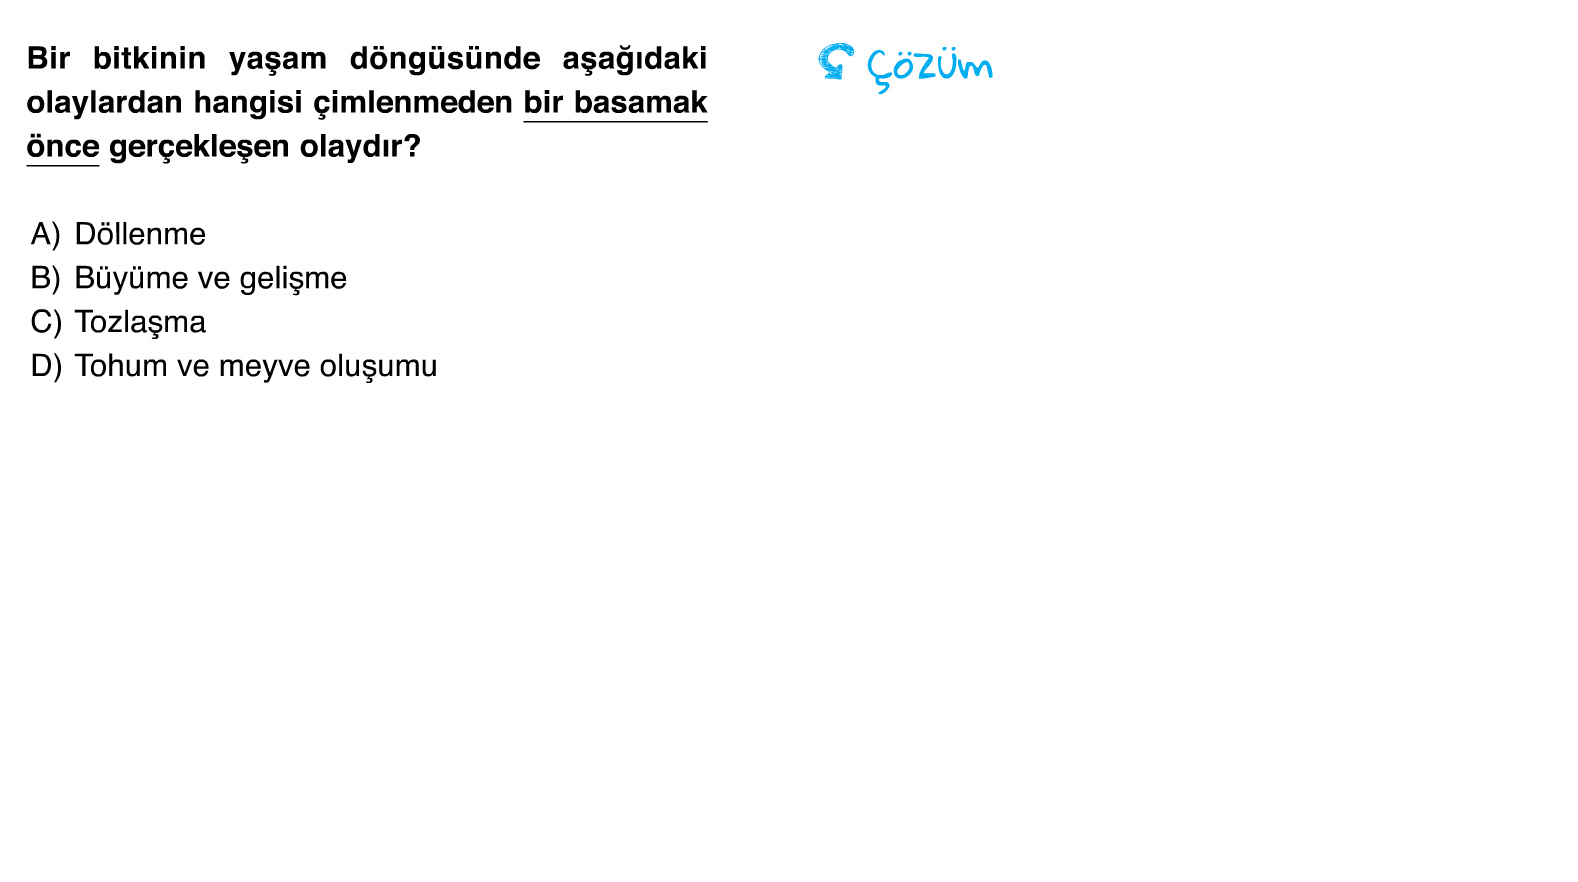 Bir bitkinin yaşam döngüsünde aşağıdaki
olaylardan hangisi çimlenmeden bir basamak
önce gerçekleşen olaydır?
A) Döllenme
B) Büyüme ve gelişme
C) Tozlaşma
D) Tohum ve meyve oluşumu
Çözüm